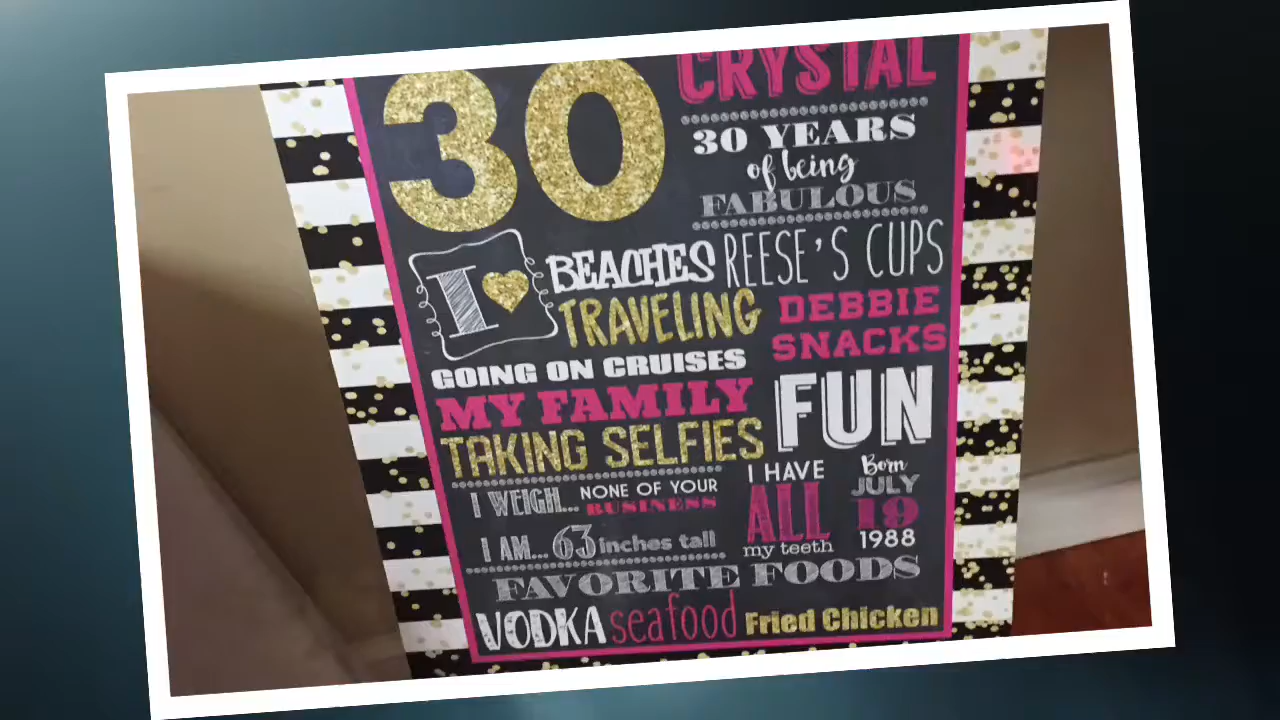 30
CRYSTAL
30 YEARS
of being
FABULOUS
I
BEACHES REESE'S CUPS
TRAVELING
DEBBIE
SNACKS
GOING ON CRUISES
MY FAMILY
TAKING SELFIES
FUN
I WEIGH... NONE OF YOUR
BUSINESS
I AM... 63 inches tall
I HAVE
ALL
my teeth
Born
JULY
19
1988
FAVORITE FOODS
VODKA seafood Fried Chicken